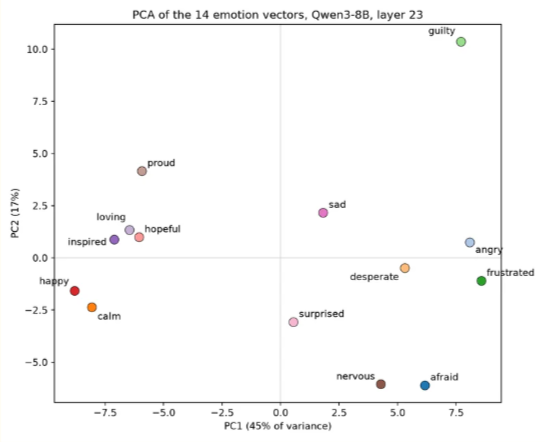 PCA of the 14 emotion vectors, Qwen3-8B, layer 23
guilty
10.0
7.5
5.0
proud
2.5
sad
loving
hopeful
inspired
angry
0.0
desperate
frustrated
happy
calm
surprised
−2.5
−5.0
nervous
afraid
PC2 (17%)
−7.5 −5.0 −2.5 0.0 2.5 5.0 7.5
PC1 (45% of variance)